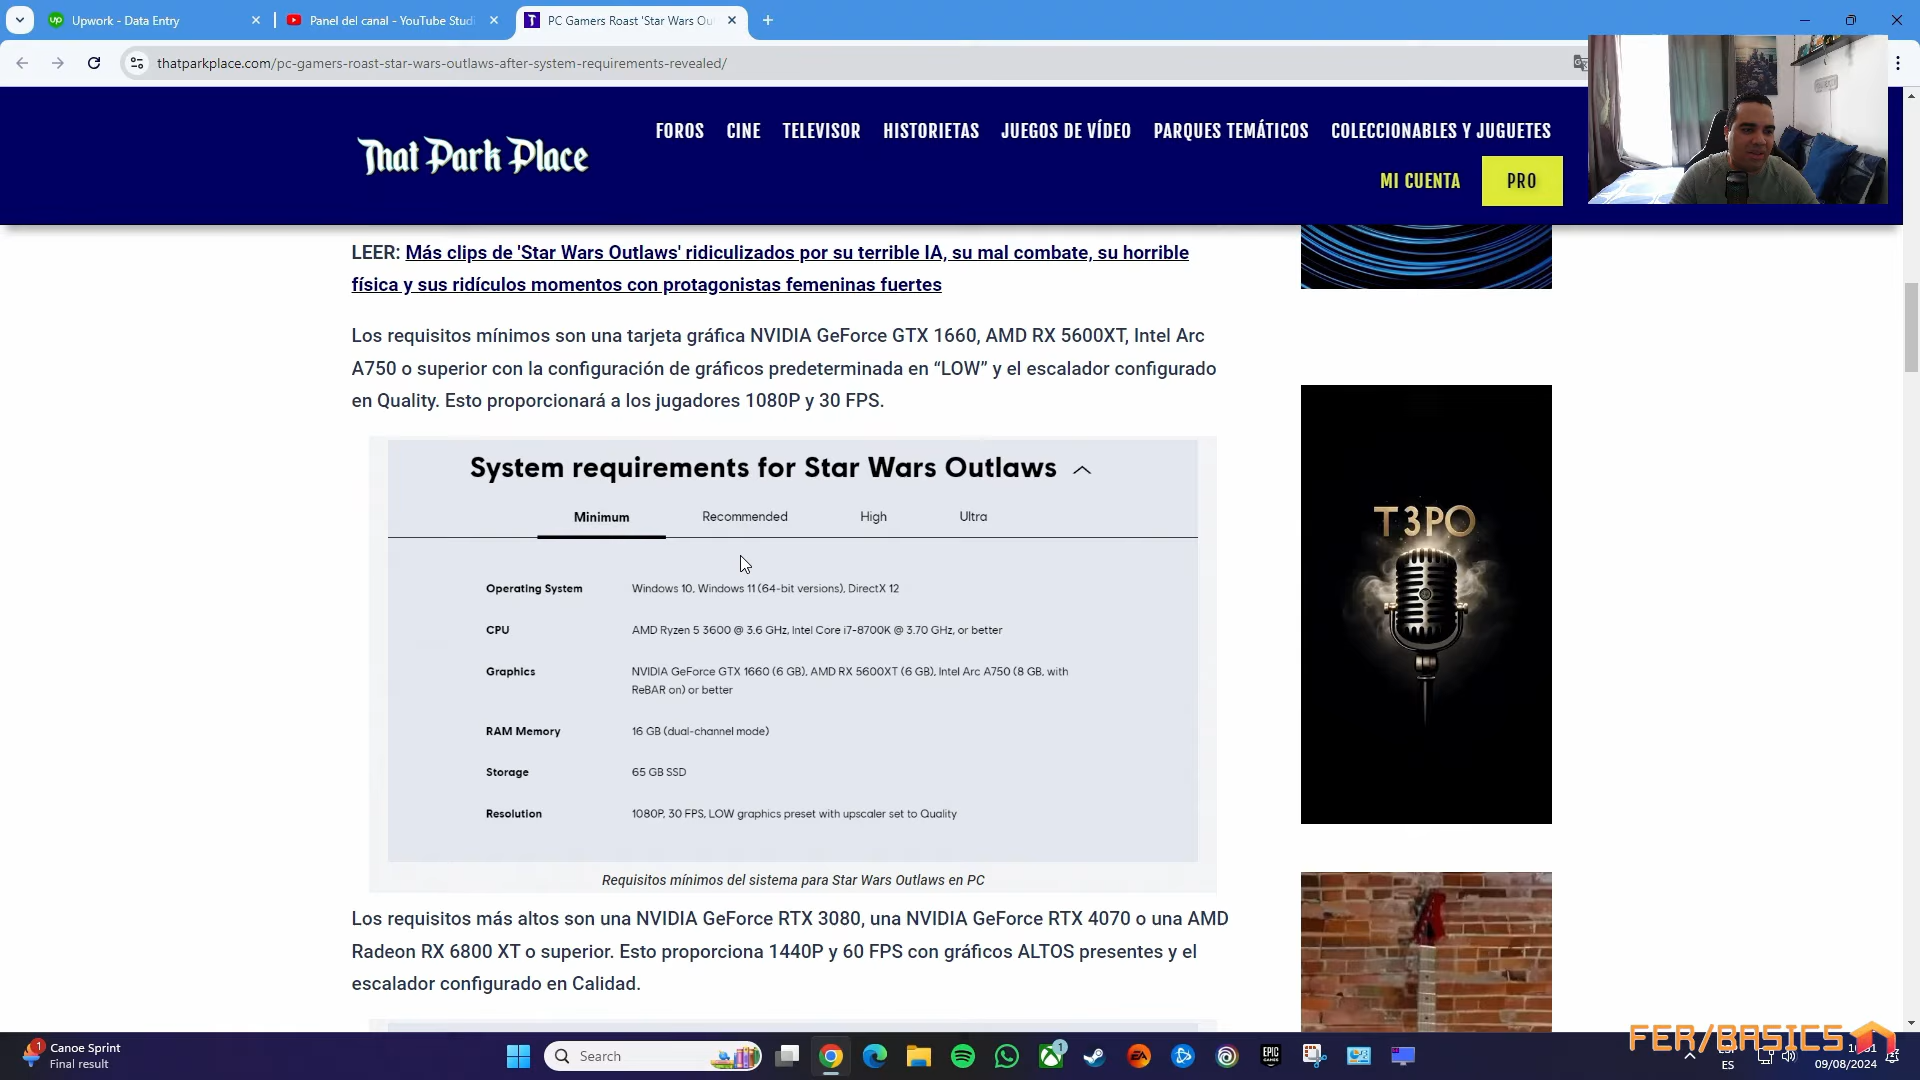 Upwork - Data Entry
Panel del canal - YouTube Studi
PC Gamers Roast 'Star Wars Ou
thatparkplace.com/pc-gamers-roast-star-wars-outlaws-after-system-requirements-revealed/
That Park Place
FOROS CINE TELEVISOR HISTORIETAS JUEGOS DE VÍDEO PARQUES TEMÁTICOS COLECCIONABLES Y JUGUETES
MI CUENTA PRO
LEER: Más clips de 'Star Wars Outlaws' ridiculizados por su terrible IA, su mal combate, su horrible
física y sus ridículos momentos con protagonistas femeninas fuertes
Los requisitos mínimos son una tarjeta gráfica NVIDIA GeForce GTX 1660, AMD RX 5600XT, Intel Arc
A750 o superior con la configuración de gráficos predeterminada en “LOW” y el escalador configurado
en Quality. Esto proporcionará a los jugadores 1080P y 30 FPS.
System requirements for Star Wars Outlaws
Minimum Recommended High Ultra
Operating System Windows 10, Windows 11 (64-bit versions), DirectX 12
CPU AMD Ryzen 5 3600 @ 3.6 GHz, Intel Core i7-8700K @ 3.70 GHz, or better
Graphics NVIDIA GeForce GTX 1660 (6 GB), AMD RX 5600XT (6 GB), Intel Arc A750 (8 GB, with
ReBAR on) or better
RAM Memory 16 GB (dual-channel mode)
Storage 65 GB SSD
Resolution 1080P, 30 FPS, LOW graphics preset with upscaler set to Quality
Requisitos mínimos del sistema para Star Wars Outlaws en PC
Los requisitos más altos son una NVIDIA GeForce RTX 3080, una NVIDIA GeForce RTX 4070 o una AMD
Radeon RX 6800 XT o superior. Esto proporciona 1440P y 60 FPS con gráficos ALTOS presentes y el
escalador configurado en Calidad.
T3PO
FER/BASICS
1
Canoe Sprint
Final result
Search
1
EA
EPIC
GAMES
ES
09/08/2024